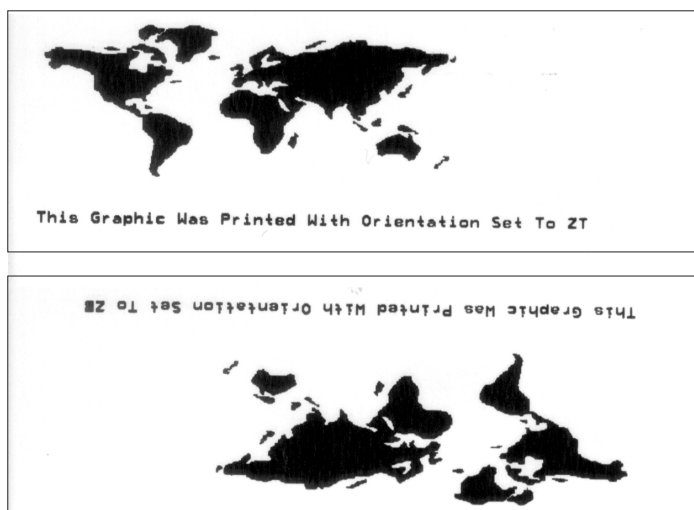 This Graphic Was Printed With Orientation Set To ZT
This Graphic Was Printed With Orientation Set To ZB